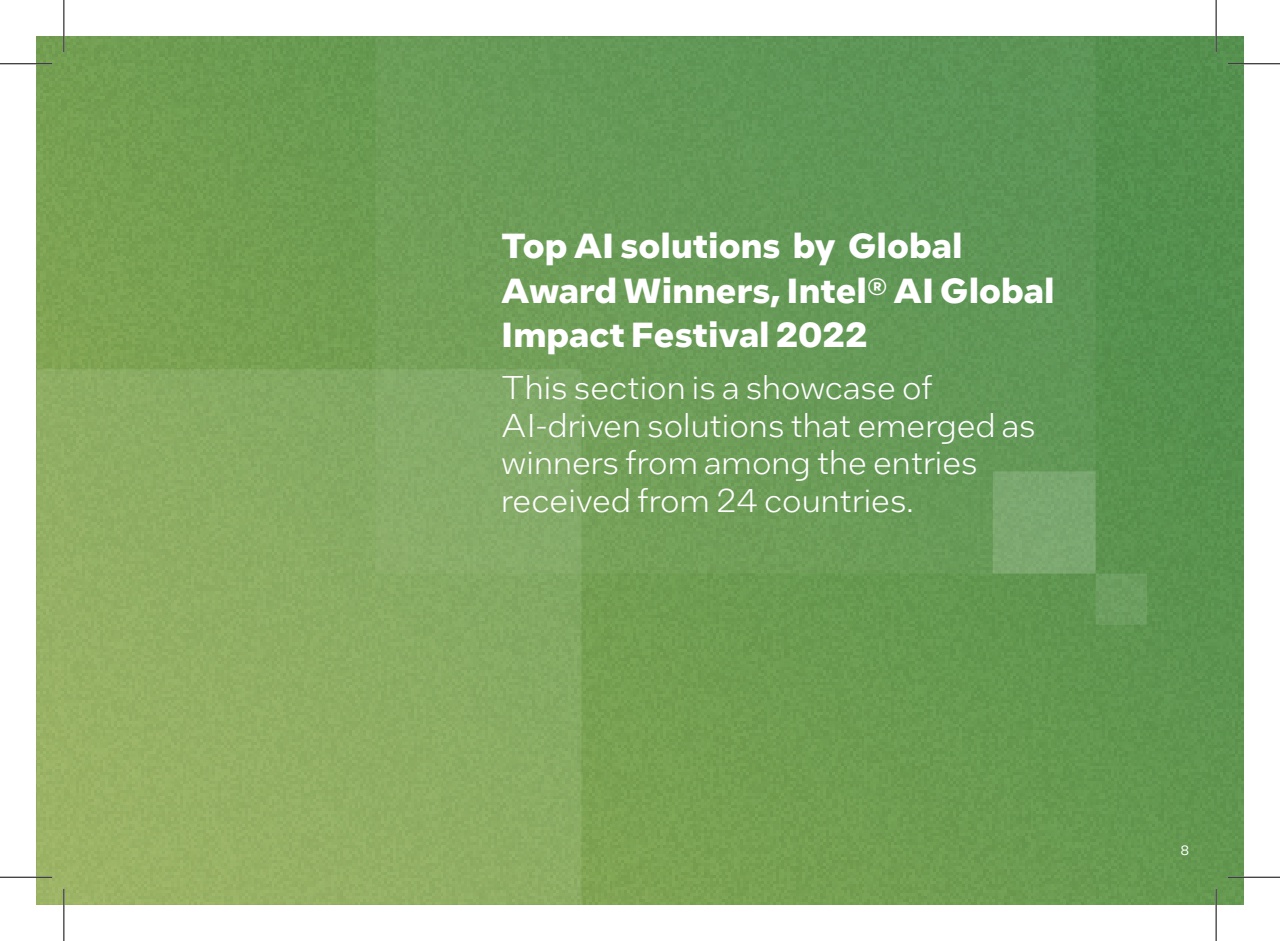 Top AI solutions by Global
Award Winners, Intel® AI Global
Impact Festival 2022
This section is a showcase of
AI-driven solutions that emerged as
winners from among the entries
received from 24 countries.
8